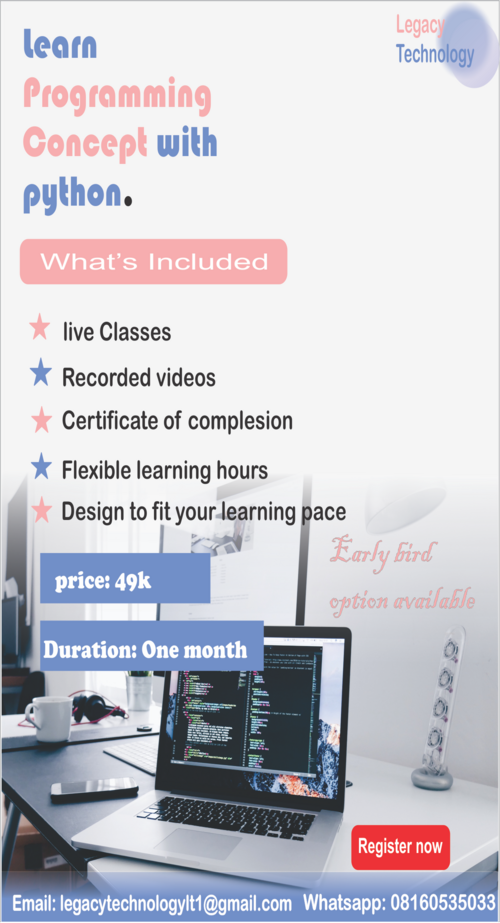 Legacy
Technology
Learn
Programming
Concept with
python.
What's Included
live Classes
Recorded videos
Certificate of complesion
Flexible learning hours
Design to fit your learning pace
Early bird
option available
price: 49k
Duration: One month
Register now
Email: legacytechnologylt1@gmail.com Whatsapp: 08160535033